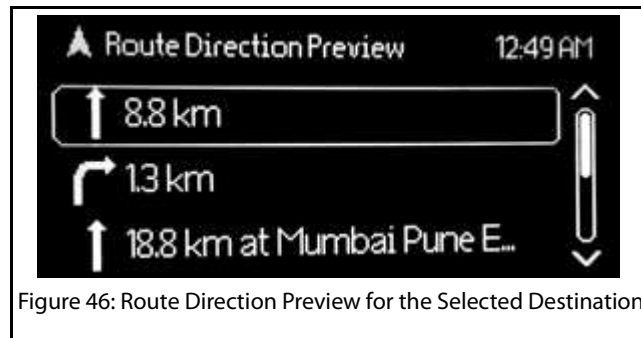 Route Direction Preview 12:49 AM
8.8 km
1.3 km
18.8 km at Mumbai Pune E...
Figure 46: Route Direction Preview for the Selected Destination